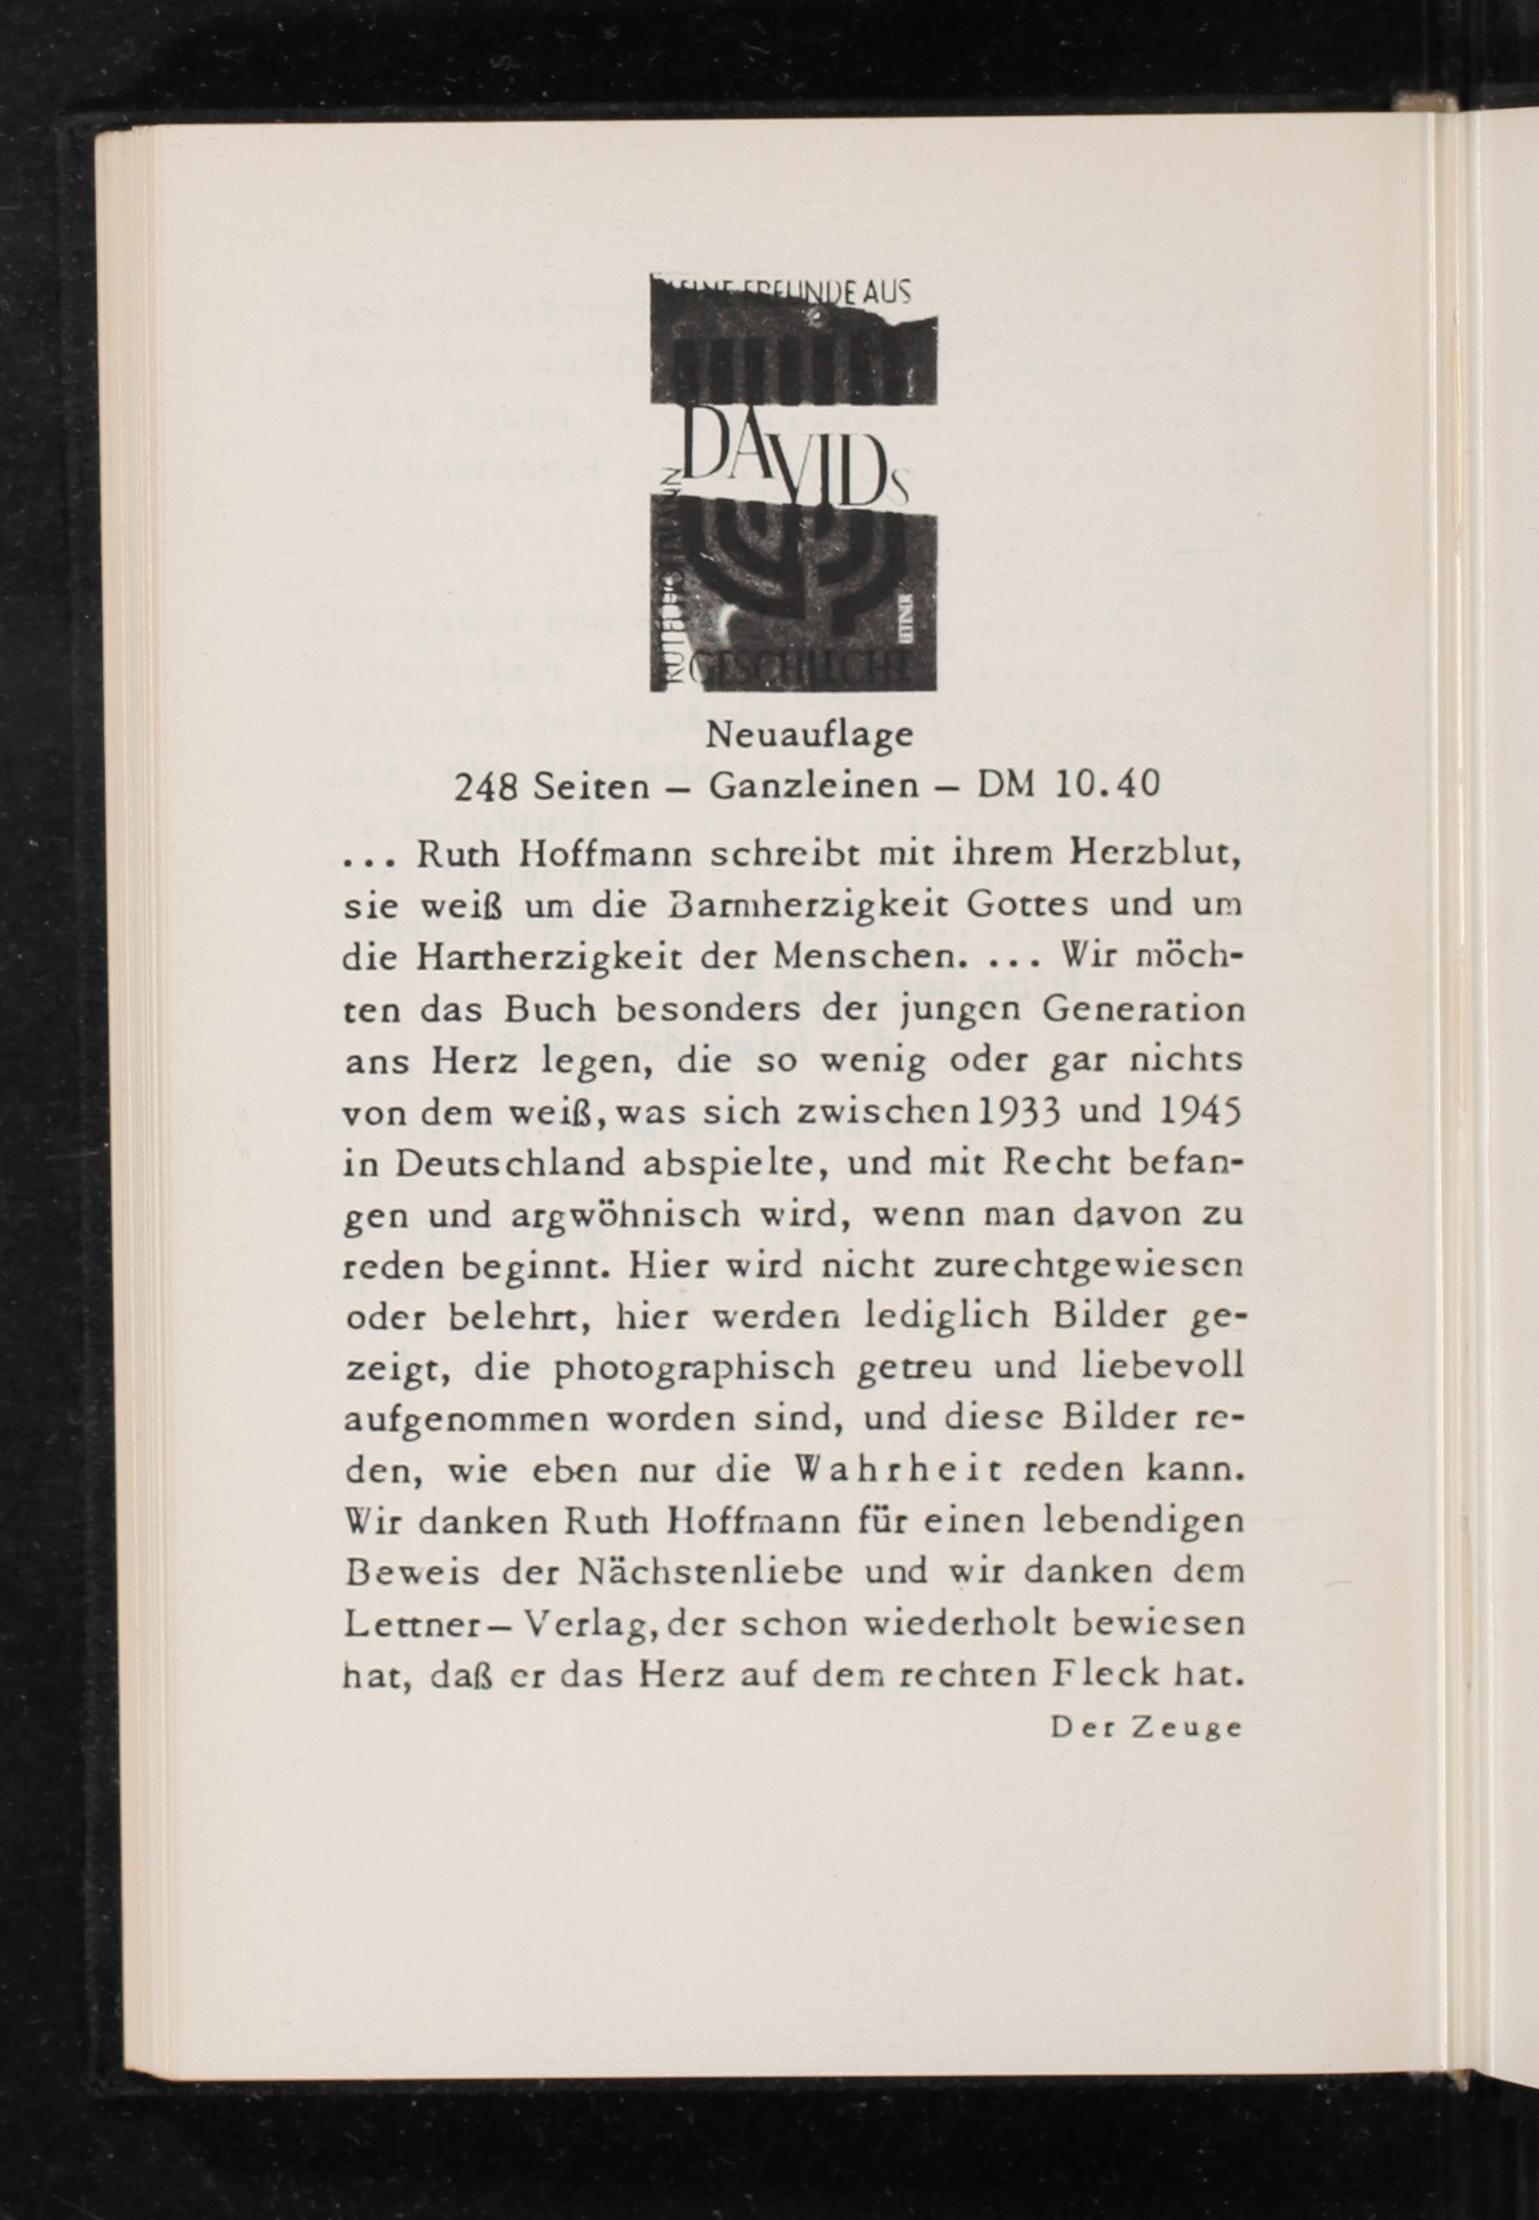 MEINE FREUNDE AUS
DAVIDs
RUTH HOFFMANN
LETTNER
GESCHLECHT
Neuauflage
248 Seiten – Ganzleinen – DM 10.40
... Ruth Hoffmann schreibt mit ihrem Herzblut,
sie weiß um die Barmherzigkeit Gottes und um
die Hartherzigkeit der Menschen. ... Wir möch-
ten das Buch besonders der jungen Generation
ans Herz legen, die so wenig oder gar nichts
von dem weiß, was sich zwischen 1933 und 1945
in Deutschland abspielte, und mit Recht befan-
gen und argwöhnisch wird, wenn man davon zu
reden beginnt. Hier wird nicht zurechtgewiesen
oder belehrt, hier werden lediglich Bilder ge-
zeigt, die photographisch getreu und liebevoll
aufgenommen worden sind, und diese Bilder re-
den, wie eben nur die Wahrheit reden kann.
Wir danken Ruth Hoffmann für einen lebendigen
Beweis der Nächstenliebe und wir danken dem
Lettner– Verlag, der schon wiederholt bewiesen
hat, daß er das Herz auf dem rechten Fleck hat.
Der Zeuge